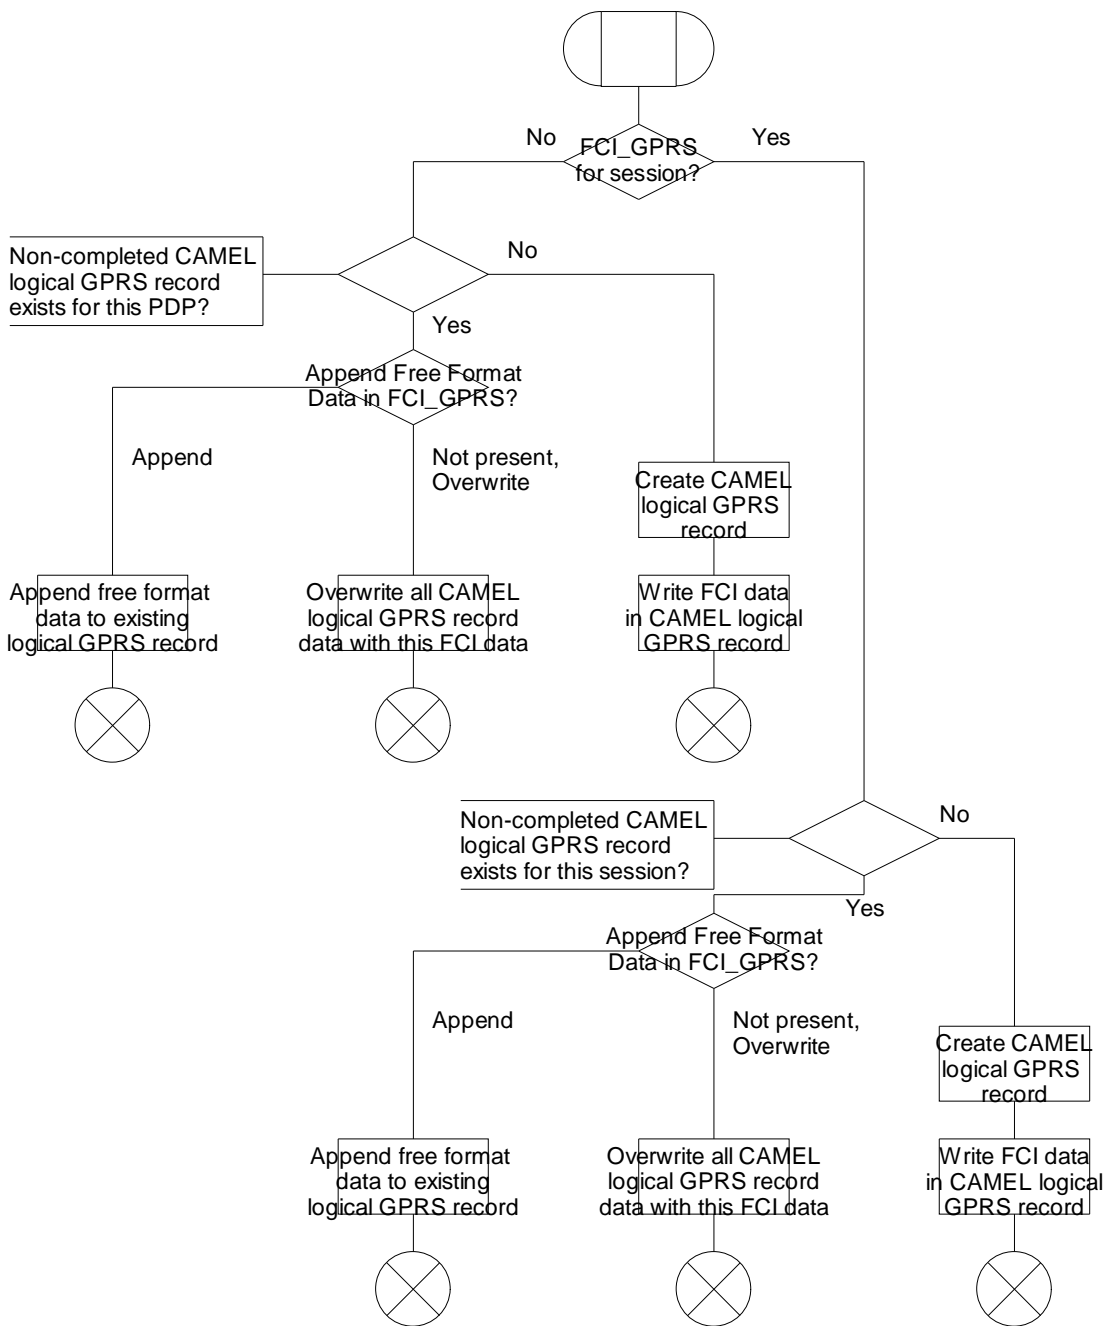 No
FCI_GPRS
for session?
Yes
Non-completed CAMEL
logical GPRS record
exists for this PDP?
No
Yes
Append Free Format
Data in FCI_GPRS?
Append
Not present,
Overwrite
Create CAMEL
logical GPRS
record
Append free format
data to existing
logical GPRS record
Overwrite all CAMEL
logical GPRS record
data with this FCI data
Write FCI data
in CAMEL logical
GPRS record
Non-completed CAMEL
logical GPRS record
exists for this session?
No
Yes
Append Free Format
Data in FCI_GPRS?
Append
Not present,
Overwrite
Create CAMEL
logical GPRS
record
Append free format
data to existing
logical GPRS record
Overwrite all CAMEL
logical GPRS record
data with this FCI data
Write FCI data
in CAMEL logical
GPRS record